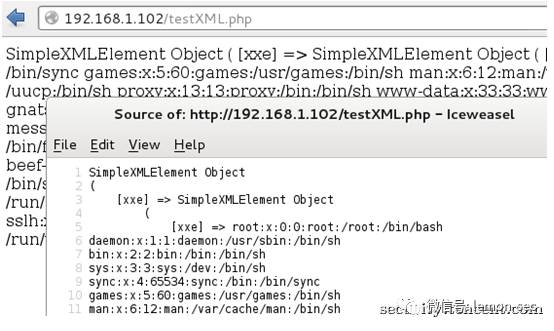 192.168.1.102/testXML.php
SimpleXMLElement Object ( [xxe] => SimpleXMLElement Object ( [
/bin/sync games:x:5:60:games:/usr/games:/bin/sh man:x:6:12:man:/
/uucp:/bin/sh proxy:x:13:13:proxy:/bin:/bin/sh www-data:x:33:33:ww
gnats
mess
/bin/f
beef-
/bin/s
/run/
sslh:x
/run/
Source of: http://192.168.1.102/testXML.php - Iceweasel
File Edit View Help
1 SimpleXMLElement Object
2 (
3 [xxe] => SimpleXMLElement Object
4 (
5 [xxe] => root:x:0:0:root:/root:/bin/bash
6 daemon:x:1:1:daemon:/usr/sbin:/bin/sh
7 bin:x:2:2:bin:/bin:/bin/sh
8 sys:x:3:3:sys:/dev:/bin/sh
9 sync:x:4:65534:sync:/bin:/bin/sync
10 games:x:5:60:games:/usr/games:/bin/sh
11 man:x:6:12:man:/var/cache/man:/bin/sh
微信号: lemon-sec